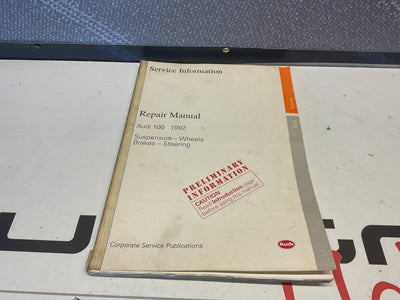 Service Information
Repair Manual
Audi 100 1992
Suspension – Wheels
Brakes – Steering
PRELIMINARY
INFORMATION
CAUTION
Read Introduction page
before using this manual.
Corporate Service Publications
Audi